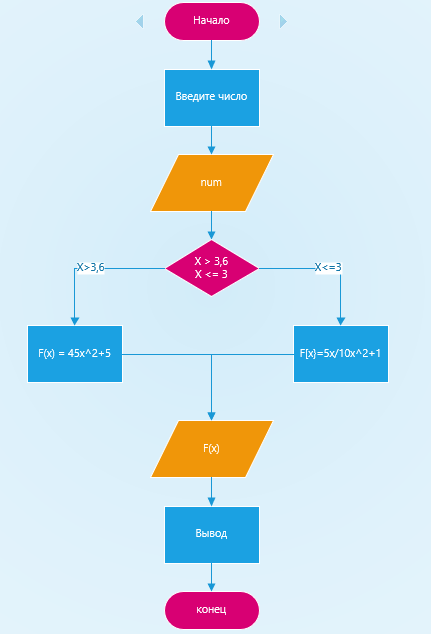 Начало
Введите число
num
X > 3,6
X <= 3
X>3,6
X<=3
F(x) = 45x^2+5
F(x)=5x/10x^2+1
F(x)
Вывод
конец